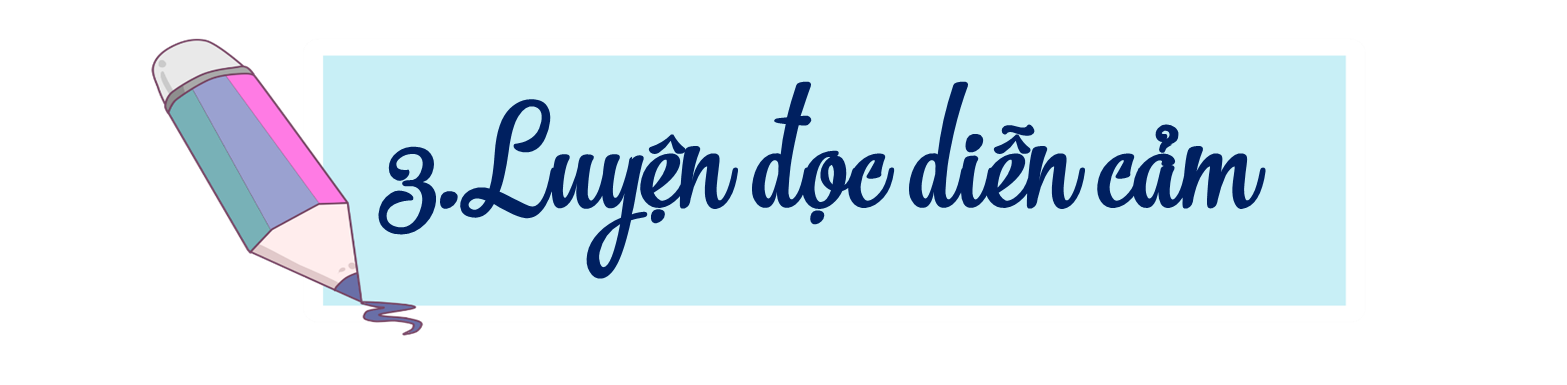 3.Luyện đọc diễn cảm